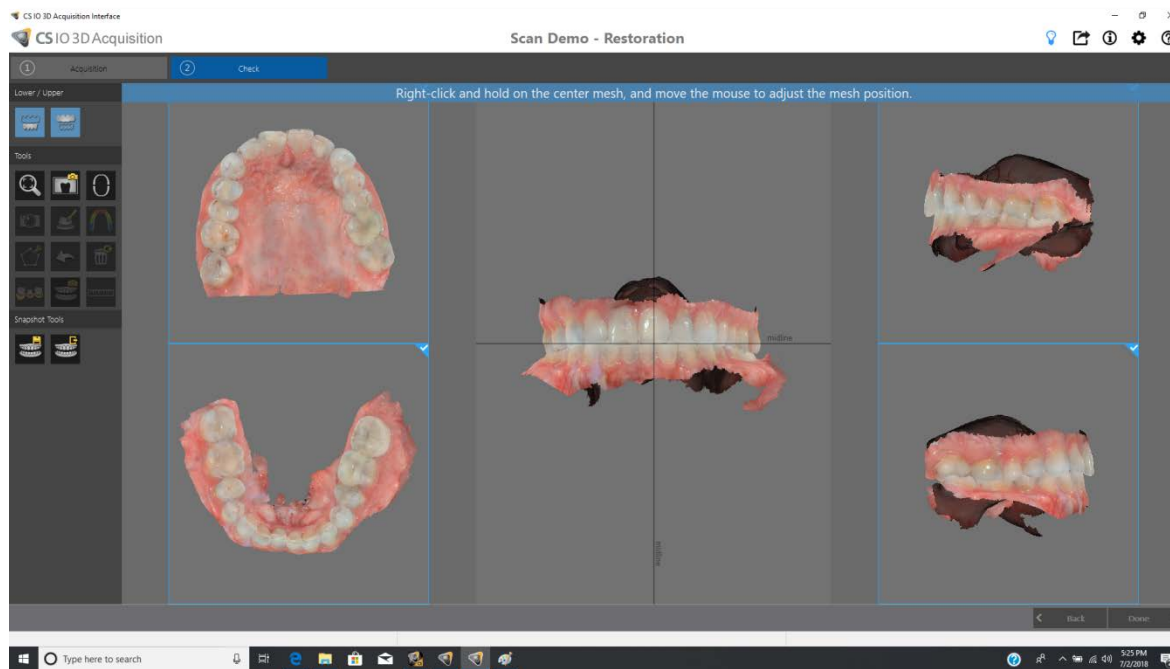 CS IO 3D Acquisition Interface
CS IO 3D Acquisition
Scan Demo - Restoration
1 Acquisition
2 Check
Lower / Upper
Right-click and hold on the center mesh, and move the mouse to adjust the mesh position.
Tools
midline
Snapshot Tools
midline
Back
Done
Type here to search
5:25 PM
7/2/2018